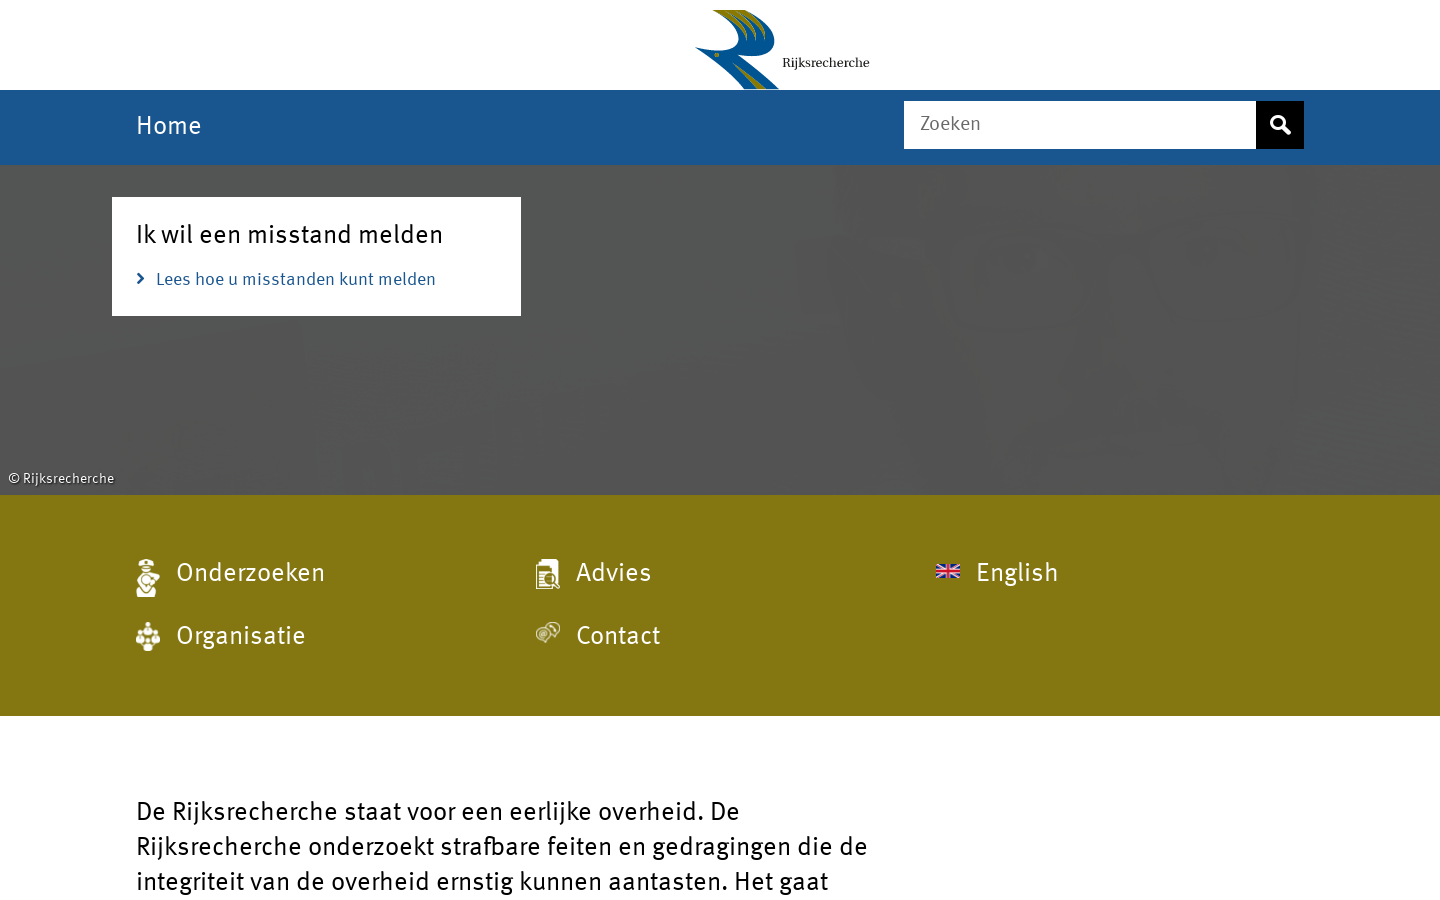 Rijksrecherche
Home
Zoeken
Ik wil een misstand melden
Lees hoe u misstanden kunt melden
© Rijksrecherche
Onderzoeken
Advies
English
Organisatie
Contact
De Rijksrecherche staat voor een eerlijke overheid. De
Rijksrecherche onderzoekt strafbare feiten en gedragingen die de
integriteit van de overheid ernstig kunnen aantasten. Het gaat